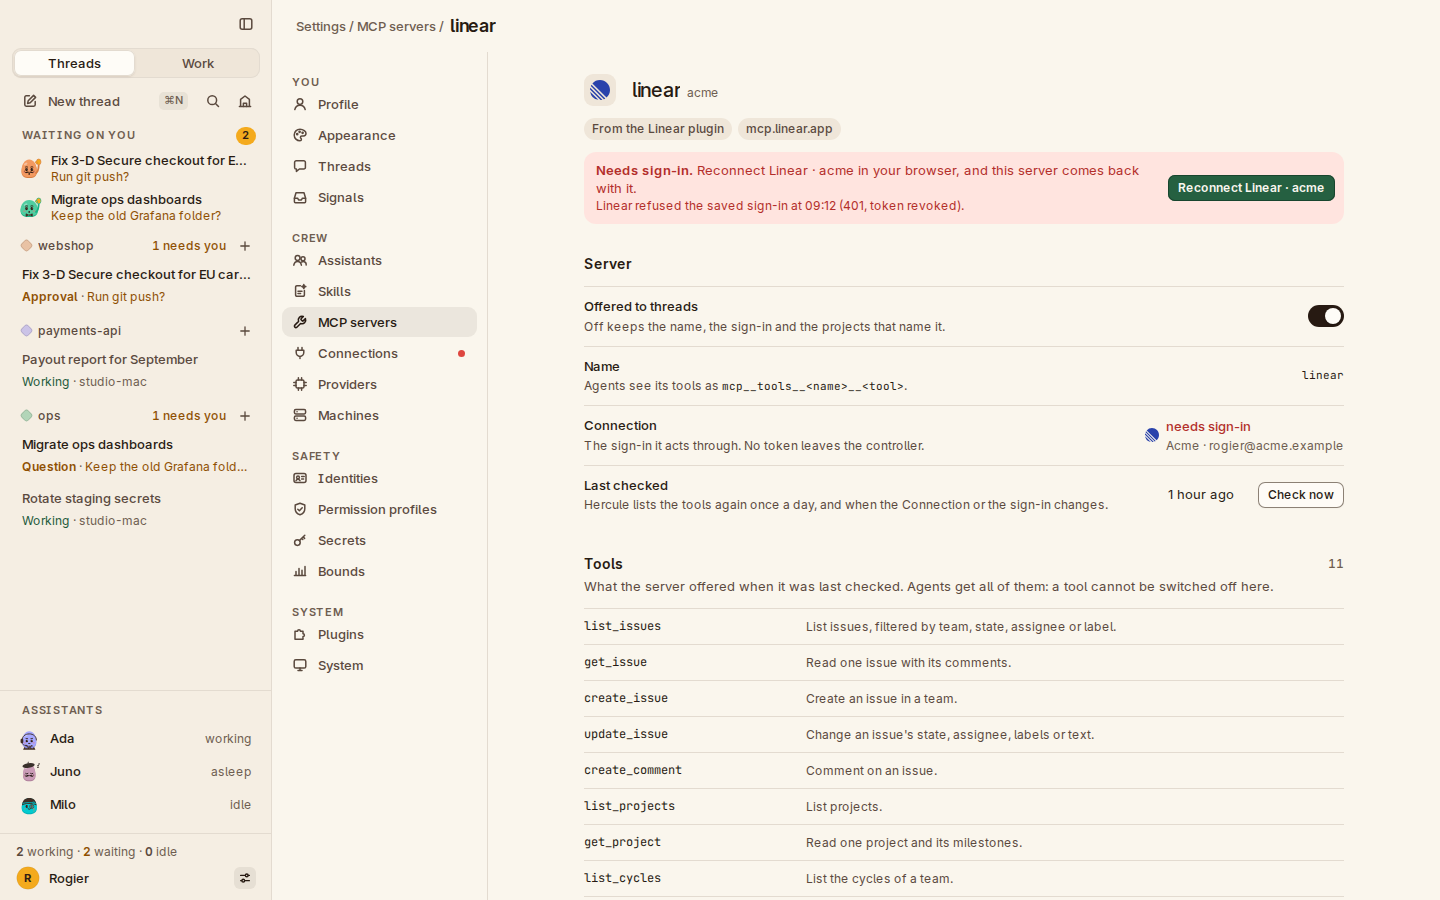 Threads
Work
New thread
⌘N
WAITING ON YOU
2
Fix 3-D Secure checkout for E...
Run git push?
Migrate ops dashboards
Keep the old Grafana folder?
webshop
1 needs you
Fix 3-D Secure checkout for EU car...
Approval · Run git push?
payments-api
Payout report for September
Working · studio-mac
ops
1 needs you
Migrate ops dashboards
Question · Keep the old Grafana fold...
Rotate staging secrets
Working · studio-mac
ASSISTANTS
Ada
working
Juno
asleep
Milo
idle
2 working · 2 waiting · 0 idle
R
Rogier
Settings / MCP servers / linear
YOU
Profile
Appearance
Threads
Signals
CREW
Assistants
Skills
MCP servers
Connections
Providers
Machines
SAFETY
Identities
Permission profiles
Secrets
Bounds
SYSTEM
Plugins
System
linear acme
From the Linear plugin
mcp.linear.app
Needs sign-in. Reconnect Linear · acme in your browser, and this server comes back
with it.
Linear refused the saved sign-in at 09:12 (401, token revoked).
Reconnect Linear · acme
Server
Offered to threads
Off keeps the name, the sign-in and the projects that name it.
Name
Agents see its tools as mcp__tools__<name>__<tool>.
linear
Connection
The sign-in it acts through. No token leaves the controller.
needs sign-in
Acme · rogier@acme.example
Last checked
Hercule lists the tools again once a day, and when the Connection or the sign-in changes.
1 hour ago
Check now
Tools
11
What the server offered when it was last checked. Agents get all of them: a tool cannot be switched off here.
list_issues
List issues, filtered by team, state, assignee or label.
get_issue
Read one issue with its comments.
create_issue
Create an issue in a team.
update_issue
Change an issue's state, assignee, labels or text.
create_comment
Comment on an issue.
list_projects
List projects.
get_project
Read one project and its milestones.
list_cycles
List the cycles of a team.